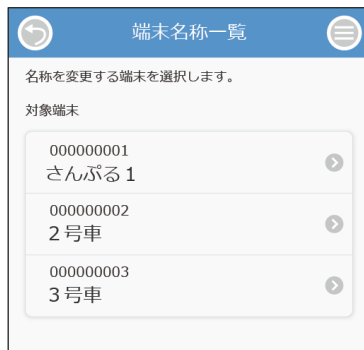 端末名称一覧
名称を変更する端末を選択します。
対象端末
000000001
さんぷる１
000000002
２号車
000000003
３号車